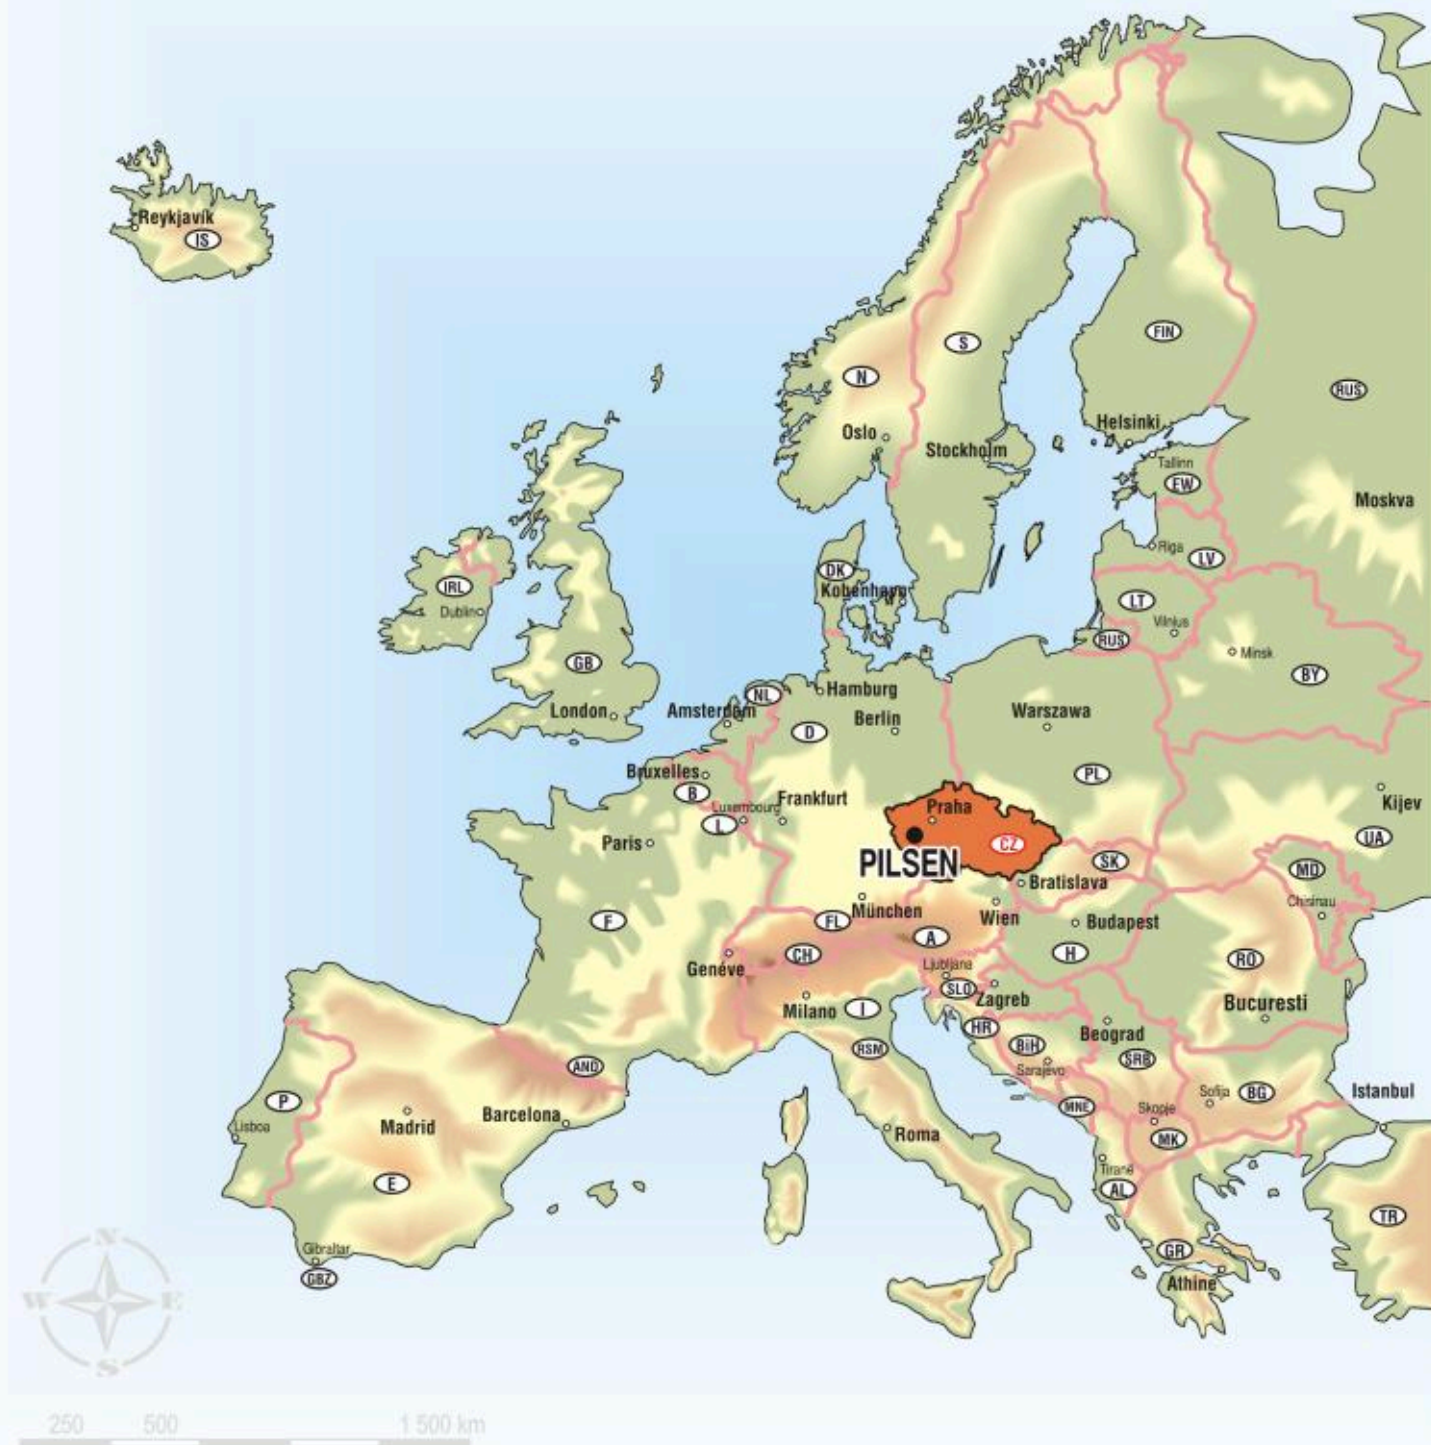 Reykjavík
IS
FIN
S
N
RUS
Helsinki
Oslo
Stockholm
Tallinn
EW
Moskva
Riga
LV
DK
IRL
Kobenhavn
LT
Dublin
Vilnius
RUS
Minsk
GB
BY
NL
Hamburg
London
Amsterdam
Berlin
Warszawa
D
Bruxelles
PL
B
Frankfurt
Luxembourg
Praha
Kijev
L
UA
Paris
CZ
PILSEN
SK
MD
Bratislava
Chisinau
München
Wien
F
FL
Budapest
A
CH
H
RO
Genéve
Ljubljana
SLO
Zagreb
Milano
I
Bucuresti
HR
Beograd
RSM
BiH
SRB
AND
Sarajevo
Sofija
BG
Istanbul
P
MNE
Skopje
Madrid
Barcelona
Lisboa
Roma
MK
Tirané
E
AL
TR
Gibraltar
GR
GBZ
Athine
N
W
E
S
250 500 1 500 km